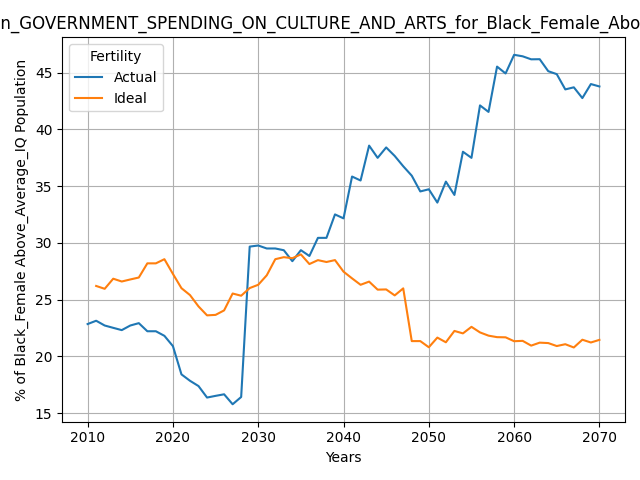 n_GOVERNMENT_SPENDING_ON_CULTURE_AND_ARTS_for_Black_Female_Abo
Fertility
Actual
Ideal
% of Black_Female Above_Average_IQ Population
45
40
35
30
25
20
15
2010 2020 2030 2040 2050 2060 2070
Years